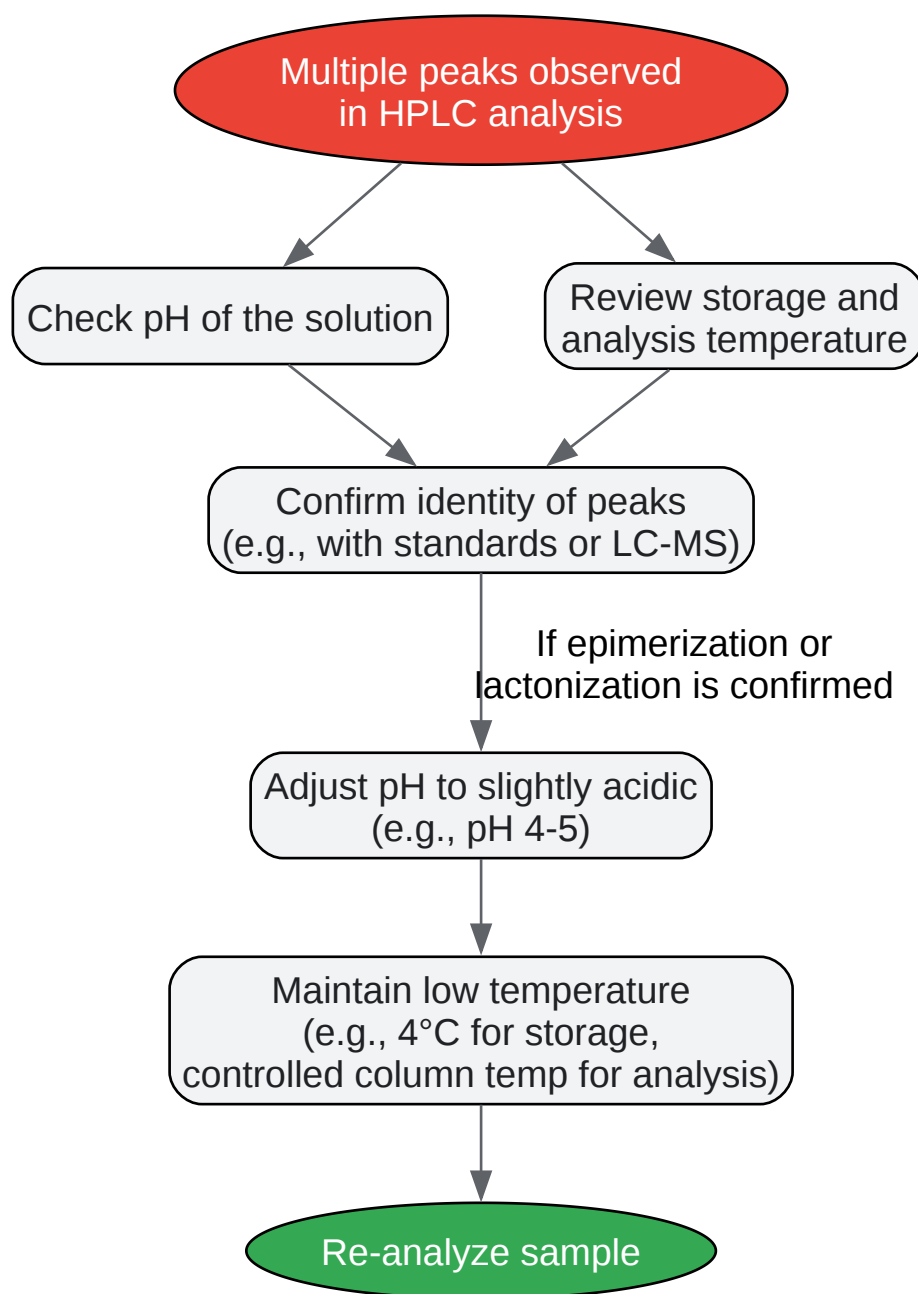 Multiple peaks observed
in HPLC analysis
Check pH of the solution
Review storage and
analysis temperature
Confirm identity of peaks
(e.g., with standards or LC-MS)
If epimerization or
lactonization is confirmed
Adjust pH to slightly acidic
(e.g., pH 4-5)
Maintain low temperature
(e.g., 4°C for storage,
controlled column temp for analysis)
Re-analyze sample